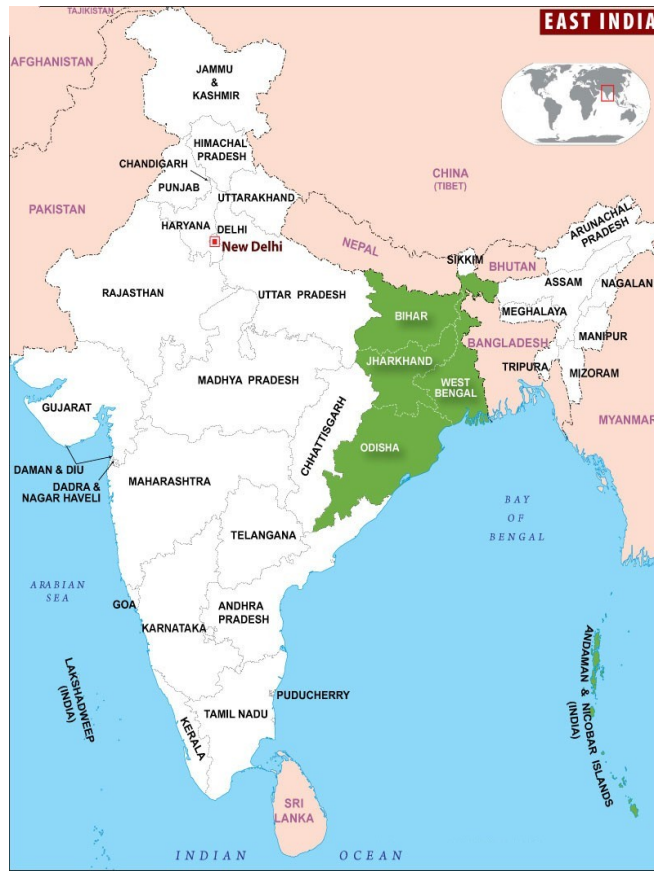 TAJIKISTAN
EAST INDIA
AFGHANISTAN
JAMMU
&
KASHMIR
HIMACHAL
PRADESH
CHANDIGARH
PUNJAB
UTTARAKHAND
CHINA
(TIBET)
PAKISTAN
HARYANA
DELHI
New Delhi
NEPAL
SIKKIM
BHUTAN
ARUNACHAL
PRADESH
RAJASTHAN
UTTAR PRADESH
ASSAM
NAGALAN
BIHAR
MEGHALAYA
BANGLADESH
MANIPUR
JHARKHAND
TRIPURA
MIZORAM
MADHYA PRADESH
WEST
BENGAL
GUJARAT
CHHATTISGARH
MYANMAR
ODISHA
DAMAN & DIU
DADRA &
NAGAR HAVELI
MAHARASHTRA
TELANGANA
BAY
OF
BENGAL
ARABIAN
SEA
GOA
KARNATAKA
ANDHRA
PRADESH
LAKSHADWEEP
(INDIA)
PUDUCHERRY
TAMIL NADU
KERALA
ANDAMAN & NICOBAR ISLANDS
(INDIA)
SRI
LANKA
INDIAN OCEAN